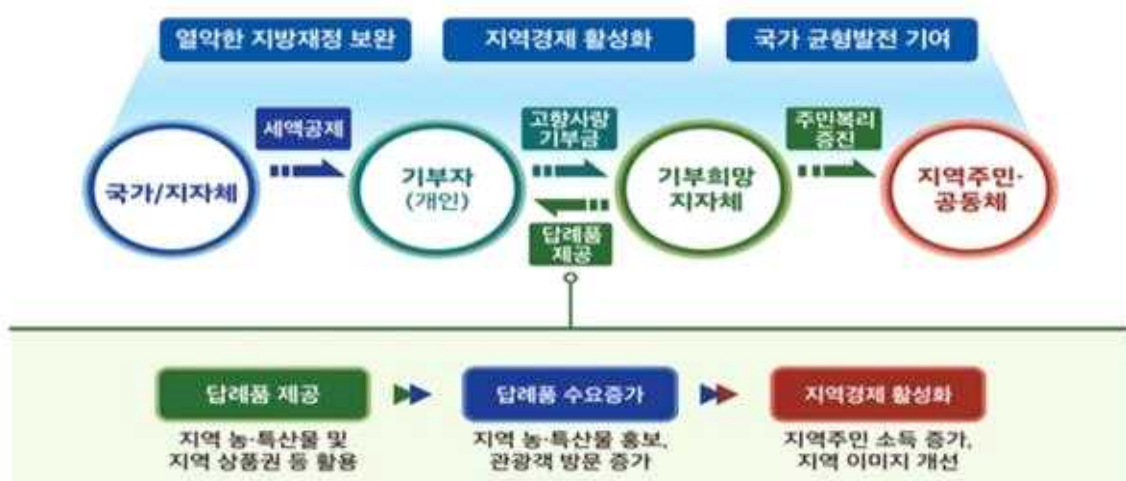 열악한 지방재정 보완
지역경제 활성화
국가 균형발전 기여
세액공제
고향사랑
기부금
주민복리
증진
국가/지자체
기부자
(개인)
기부희망
지자체
지역주민·
공동체
답례품
제공
답례품 제공
답례품 수요증가
지역경제 활성화
지역 농·특산물 및
지역 상품권 등 활용
지역 농·특산물 홍보,
관광객 방문 증가
지역주민 소득 증가,
지역 이미지 개선